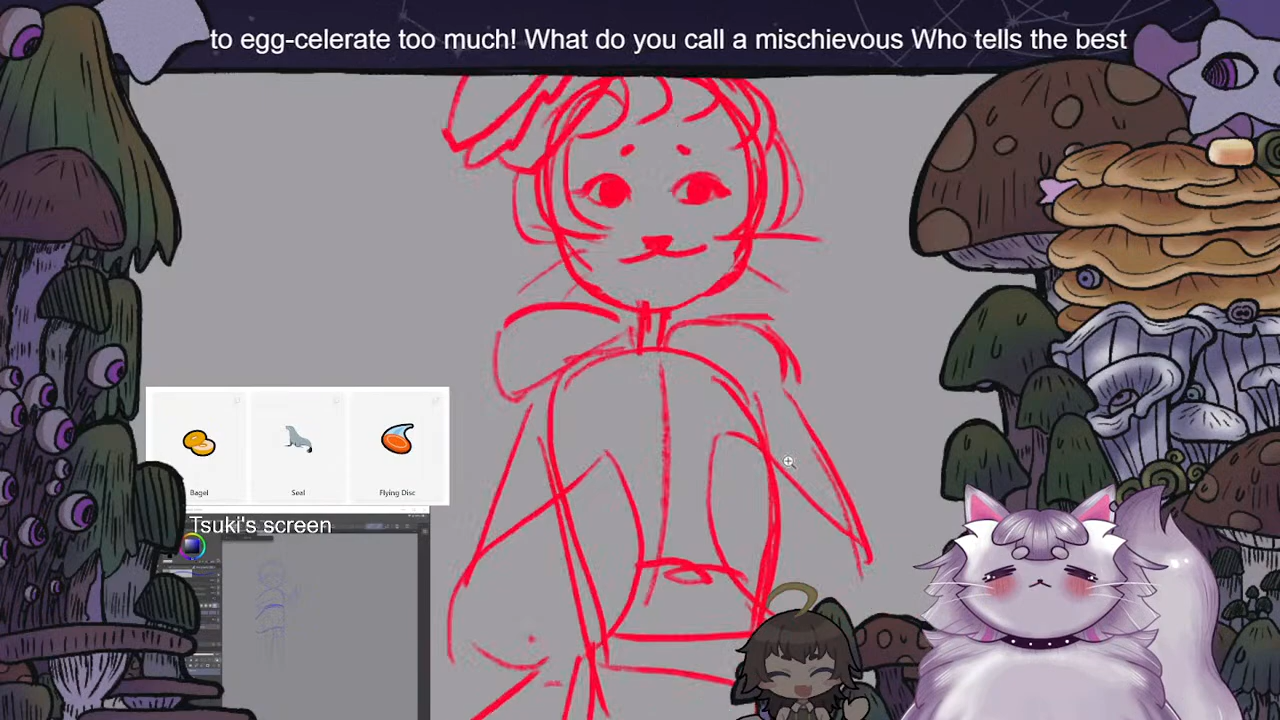 to egg-celerate too much! What do you call a mischievous Who tells the best
Bagel
Seal
Flying Disc
Tsuki's screen